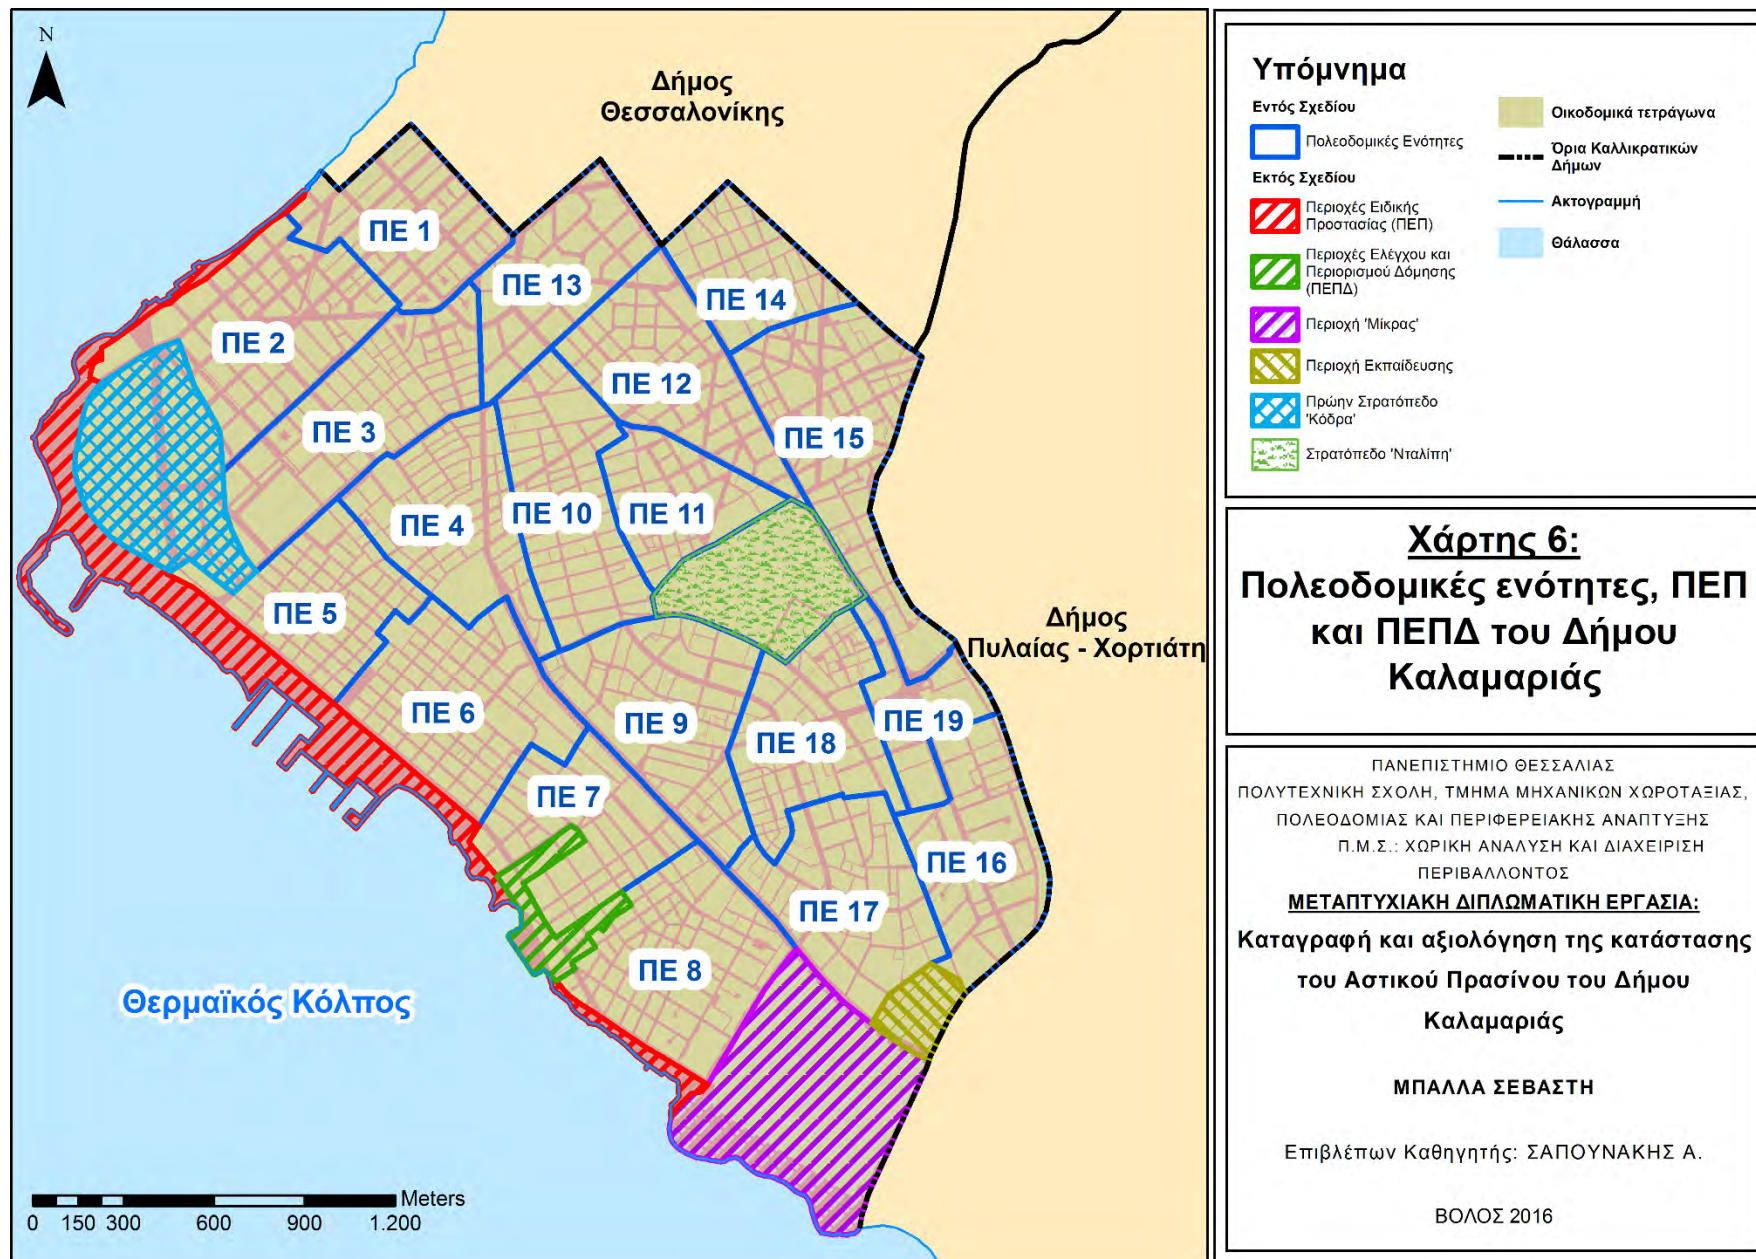 N
Δήμος
Θεσσαλονίκης
ΠΕ 1
ΠΕ 13
ΠΕ 14
ΠΕ 2
ΠΕ 12
ΠΕ 3
ΠΕ 15
ΠΕ 4
ΠΕ 10
ΠΕ 11
ΠΕ 5
Δήμος
Πυλαίας - Χορτιάτη
ΠΕ 6
ΠΕ 9
ΠΕ 18
ΠΕ 19
ΠΕ 7
ΠΕ 16
ΠΕ 17
ΠΕ 8
Θερμαϊκός Κόλπος
Meters
0 150 300 600 900 1.200
Υπόμνημα
Εντός Σχεδίου
Πολεοδομικές Ενότητες
Εκτός Σχεδίου
Περιοχές Ειδικής
Προστασίας (ΠΕΠ)
Περιοχές Ελέγχου και
Περιορισμού Δόμησης
(ΠΕΠΔ)
Περιοχή 'Μίκρας'
Περιοχή Εκπαίδευσης
Πρώην Στρατόπεδο
'Κόδρα'
Στρατόπεδο 'Νταλίπη'
Οικοδομικά τετράγωνα
Όρια Καλλικρατικών
Δήμων
Ακτογραμμή
Θάλασσα
Χάρτης 6:
Πολεοδομικές ενότητες, ΠΕΠ
και ΠΕΠΔ του Δήμου
Καλαμαριάς
ΠΑΝΕΠΙΣΤΗΜΙΟ ΘΕΣΣΑΛΙΑΣ
ΠΟΛΥΤΕΧΝΙΚΗ ΣΧΟΛΗ, ΤΜΗΜΑ ΜΗΧΑΝΙΚΩΝ ΧΩΡΟΤΑΞΙΑΣ,
ΠΟΛΕΟΔΟΜΙΑΣ ΚΑΙ ΠΕΡΙΦΕΡΕΙΑΚΗΣ ΑΝΑΠΤΥΞΗΣ
Π.Μ.Σ.: ΧΩΡΙΚΗ ΑΝΑΛΥΣΗ ΚΑΙ ΔΙΑΧΕΙΡΙΣΗ
ΠΕΡΙΒΑΛΛΟΝΤΟΣ
ΜΕΤΑΠΤΥΧΙΑΚΗ ΔΙΠΛΩΜΑΤΙΚΗ ΕΡΓΑΣΙΑ:
Καταγραφή και αξιολόγηση της κατάστασης
του Αστικού Πρασίνου του Δήμου
Καλαμαριάς
ΜΠΑΛΛΑ ΣΕΒΑΣΤΗ
Επιβλέπων Καθηγητής: ΣΑΠΟΥΝΑΚΗΣ Α.
ΒΟΛΟΣ 2016